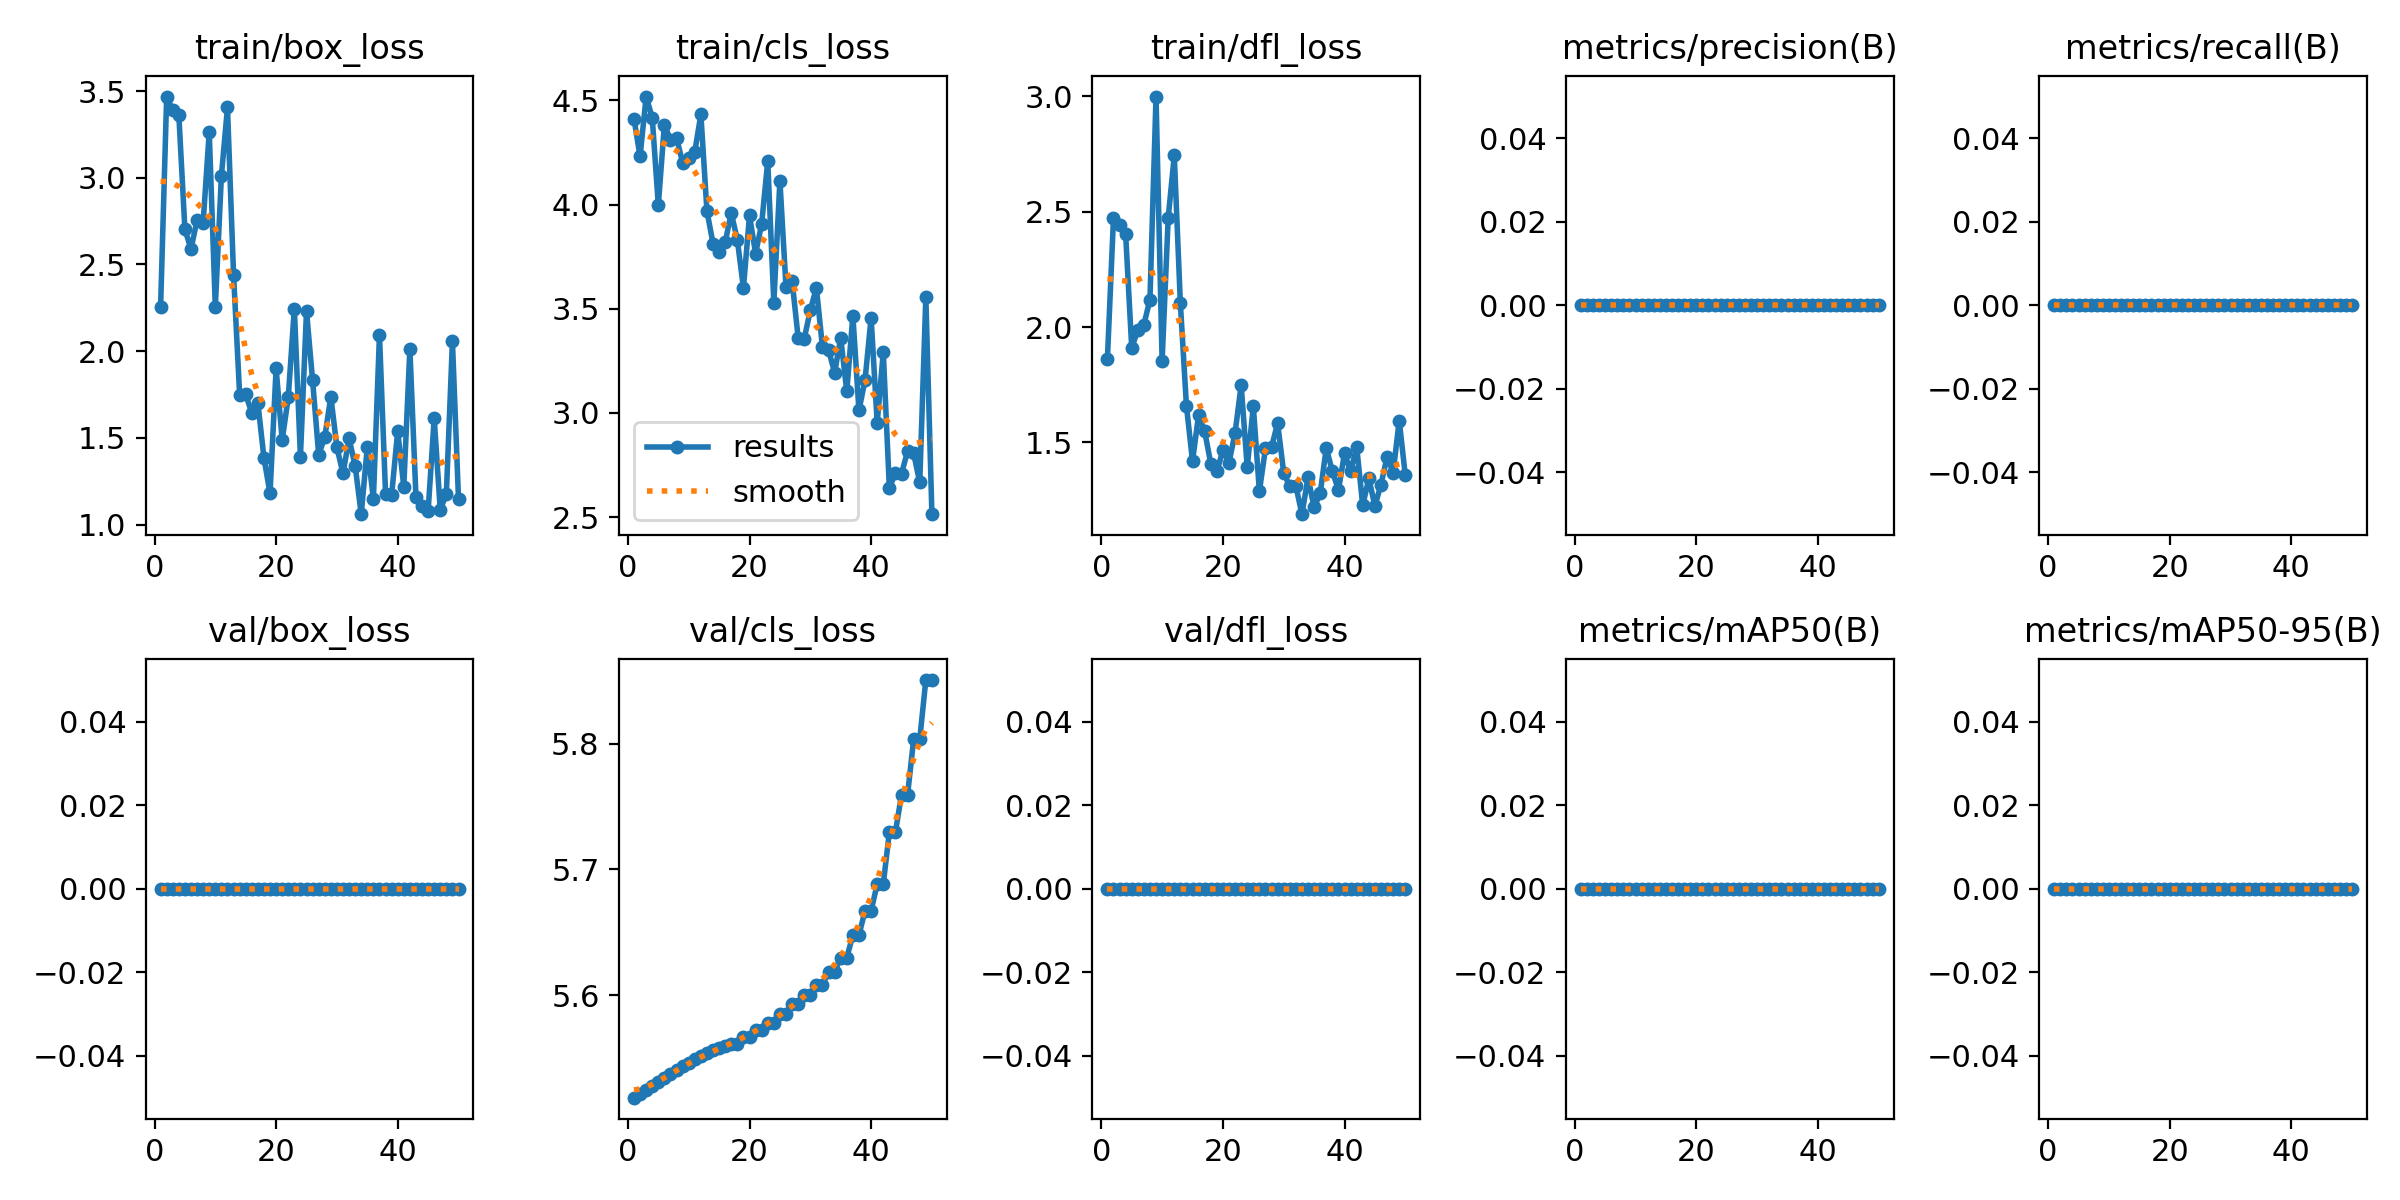 train/box_loss
3.5
3.0
2.5
2.0
1.5
1.0
0 20 40
train/cls_loss
4.5
4.0
3.5
3.0
2.5
results
smooth
0 20 40
train/dfl_loss
3.0
2.5
2.0
1.5
0 20 40
metrics/precision(B)
0.04
0.02
0.00
−0.02
−0.04
0 20 40
metrics/recall(B)
0.04
0.02
0.00
−0.02
−0.04
0 20 40
val/box_loss
0.04
0.02
0.00
−0.02
−0.04
0 20 40
val/cls_loss
5.8
5.7
5.6
0 20 40
val/dfl_loss
0.04
0.02
0.00
−0.02
−0.04
0 20 40
metrics/mAP50(B)
0.04
0.02
0.00
−0.02
−0.04
0 20 40
metrics/mAP50-95(B)
0.04
0.02
0.00
−0.02
−0.04
0 20 40